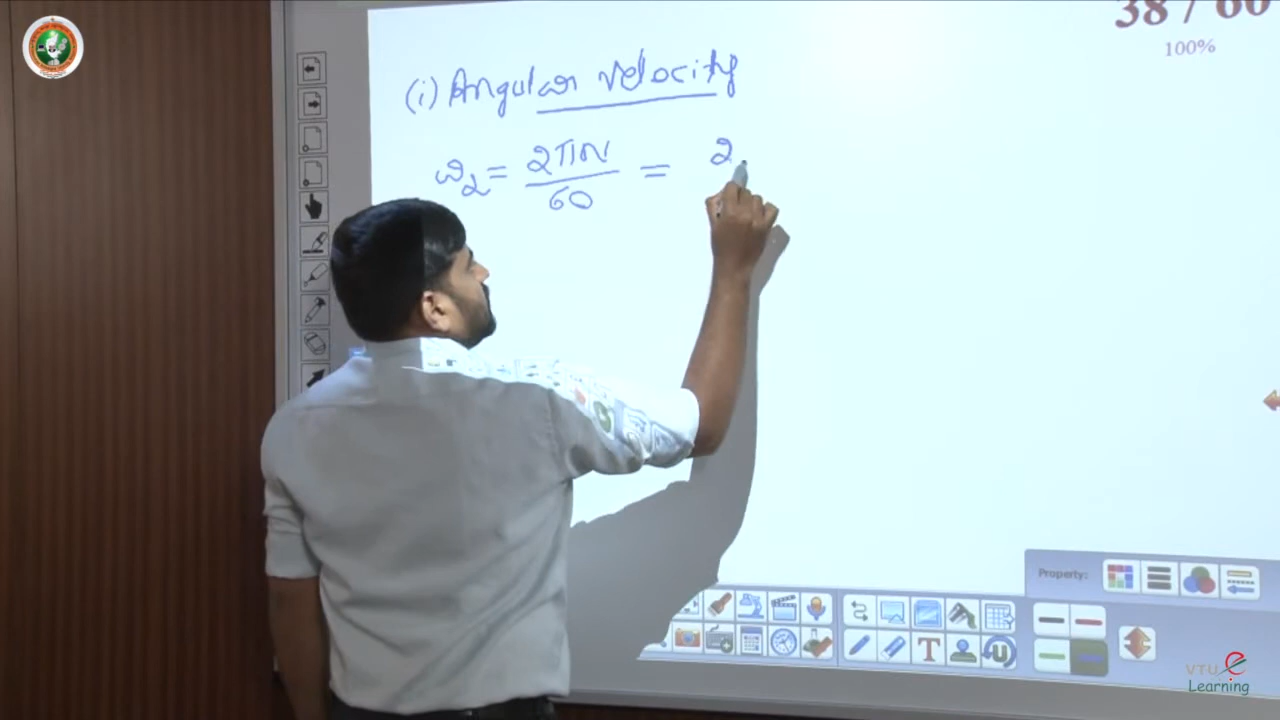 38 / 60
100%
(i) Angular Velocity
ω₂ = 2πN / 60 = 2
Property:
T
U
VTU e
Learning